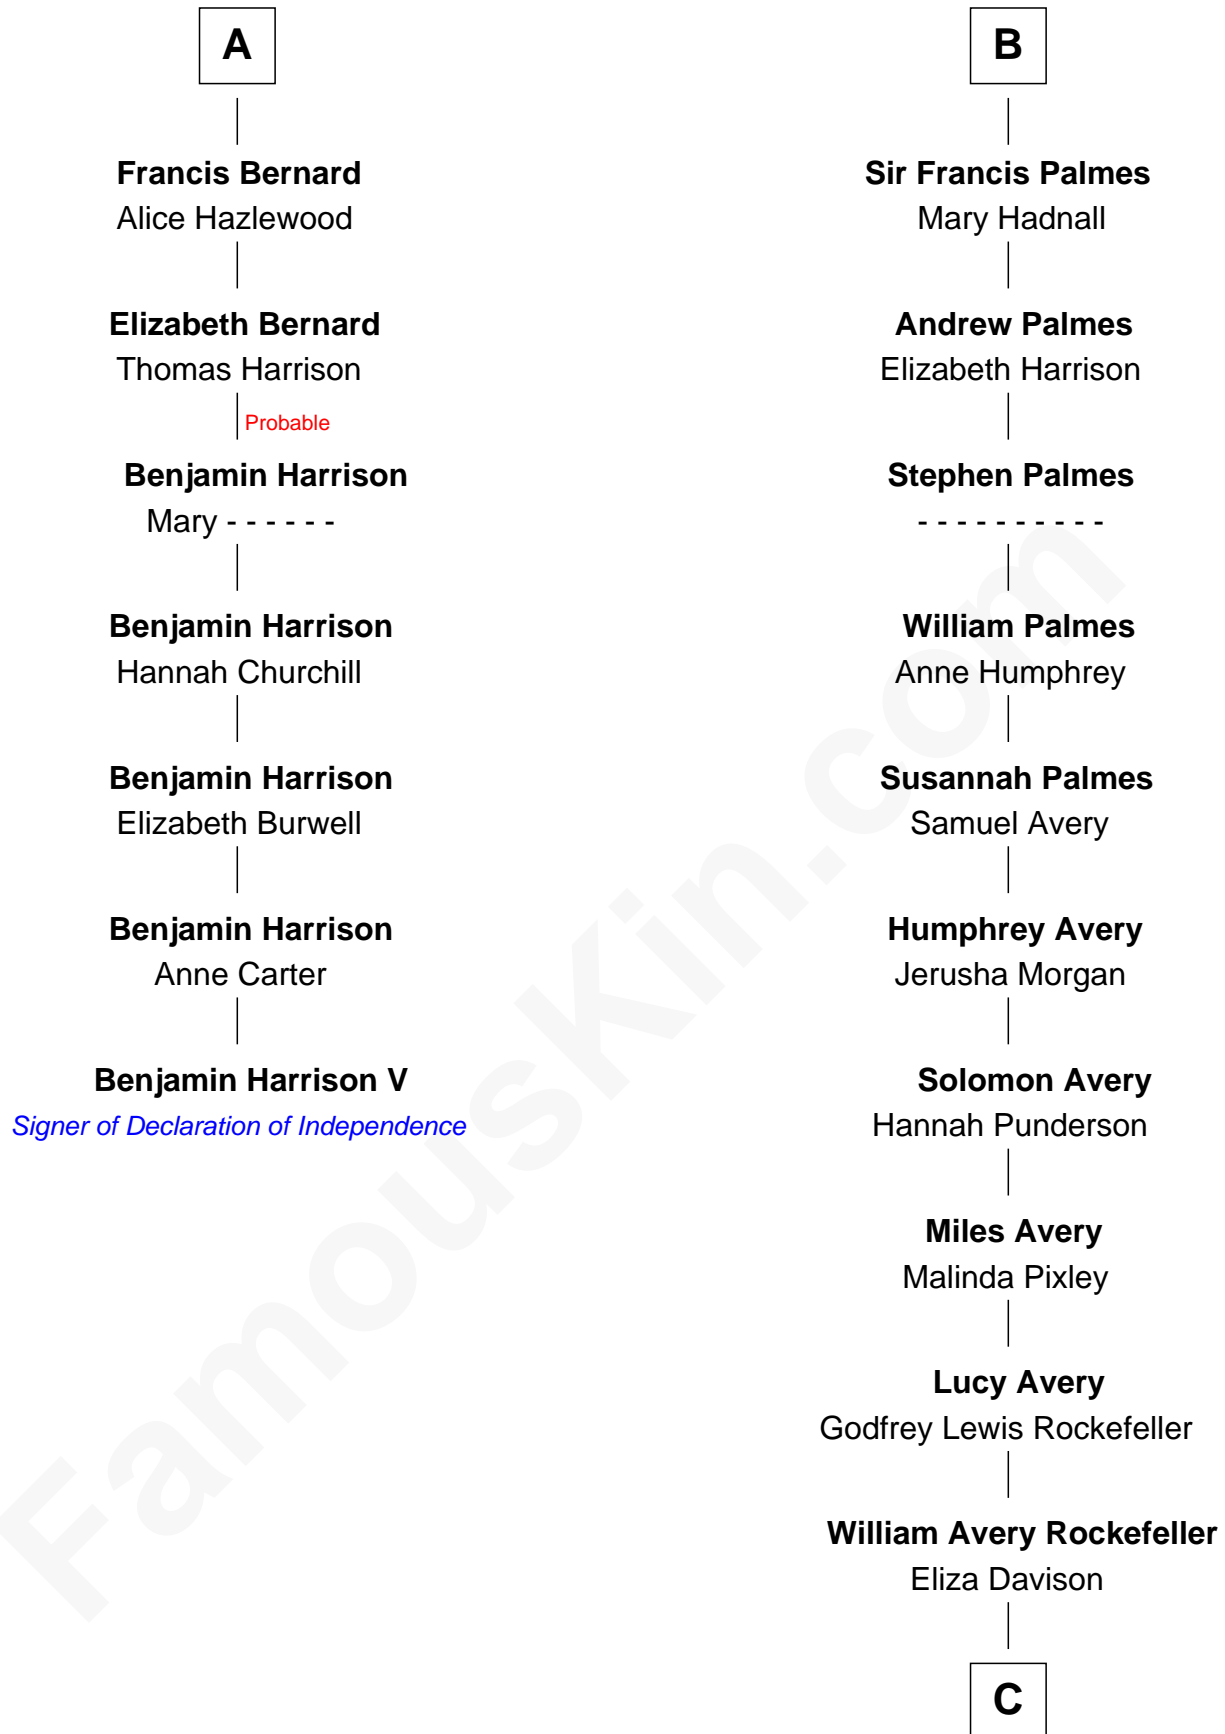 A
Francis Bernard
Alice Hazlewood
Elizabeth Bernard
Thomas Harrison
Probable
Benjamin Harrison
Mary - - - - - -
Benjamin Harrison
Hannah Churchill
Benjamin Harrison
Elizabeth Burwell
Benjamin Harrison
Anne Carter
Benjamin Harrison V
Signer of Declaration of Independence
B
Sir Francis Palmes
Mary Hadnall
Andrew Palmes
Elizabeth Harrison
Stephen Palmes
- - - - - - - - - -
William Palmes
Anne Humphrey
Susannah Palmes
Samuel Avery
Humphrey Avery
Jerusha Morgan
Solomon Avery
Hannah Punderson
Miles Avery
Malinda Pixley
Lucy Avery
Godfrey Lewis Rockefeller
William Avery Rockefeller
Eliza Davison
C
FamousKin.com